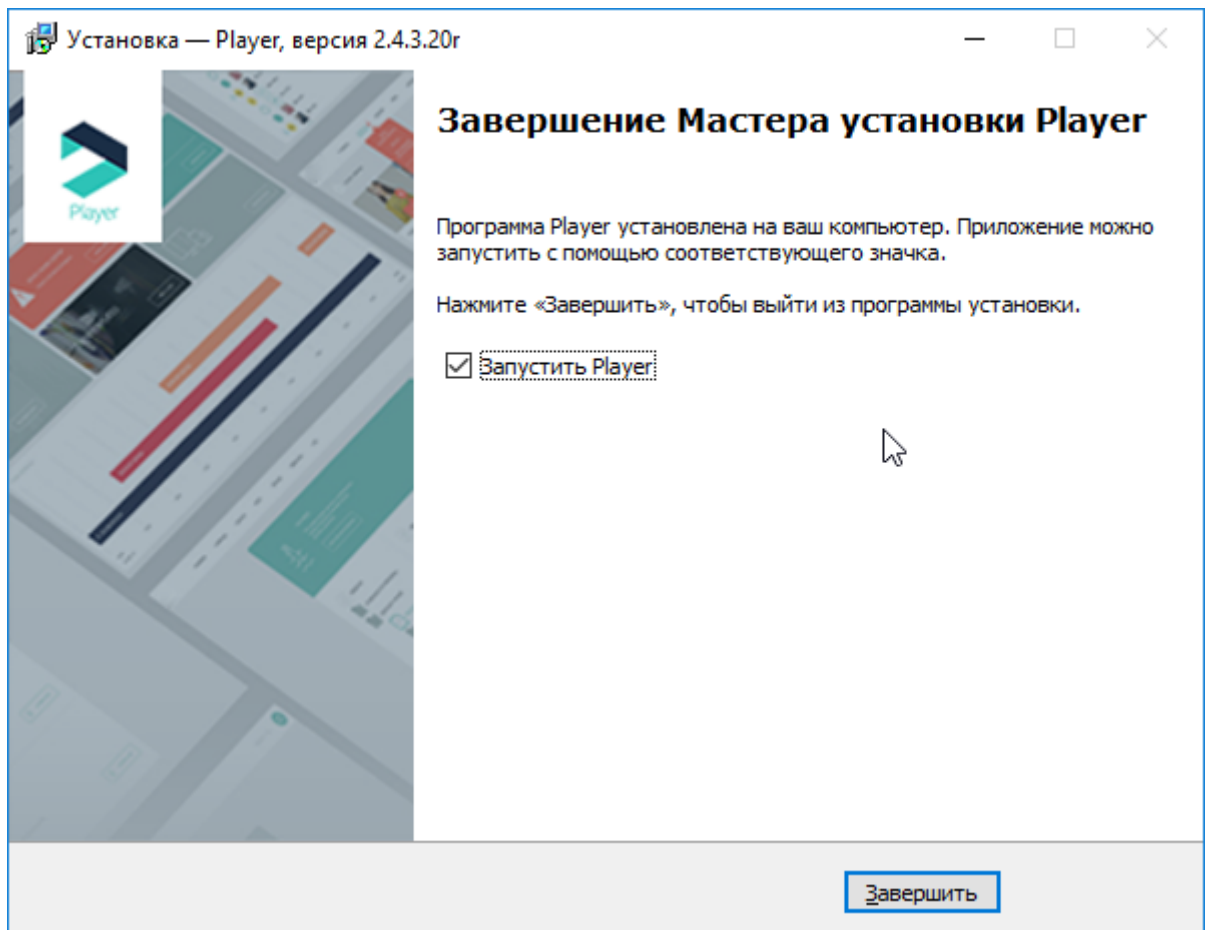 Установка — Player, версия 2.4.3.20r
Player
Завершение Мастера установки Player
Программа Player установлена на ваш компьютер. Приложение можно
запустить с помощью соответствующего значка.
Нажмите «Завершить», чтобы выйти из программы установки.
Запустить Player
Завершить